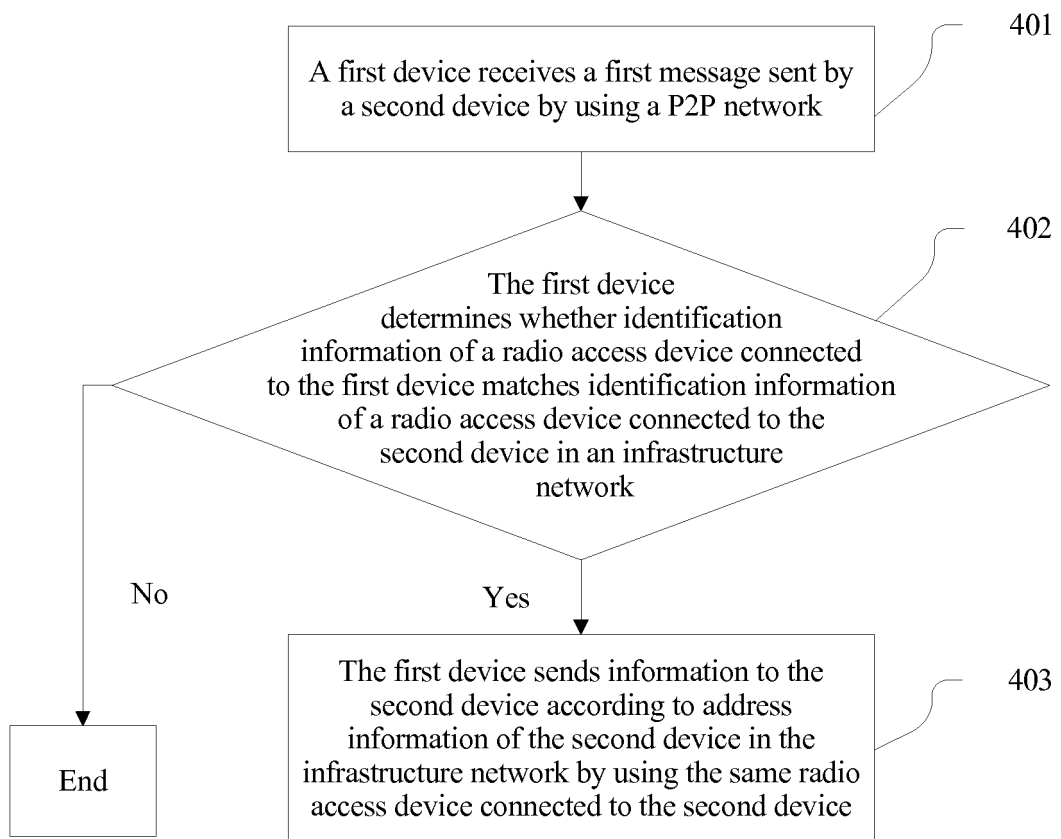 401
A first device receives a first message sent by
a second device by using a P2P network
402
The first device
determines whether identification
information of a radio access device connected
to the first device matches identification information
of a radio access device connected to the
second device in an infrastructure
network
No
Yes
403
The first device sends information to the
second device according to address
information of the second device in the
infrastructure network by using the same radio
access device connected to the second device
End